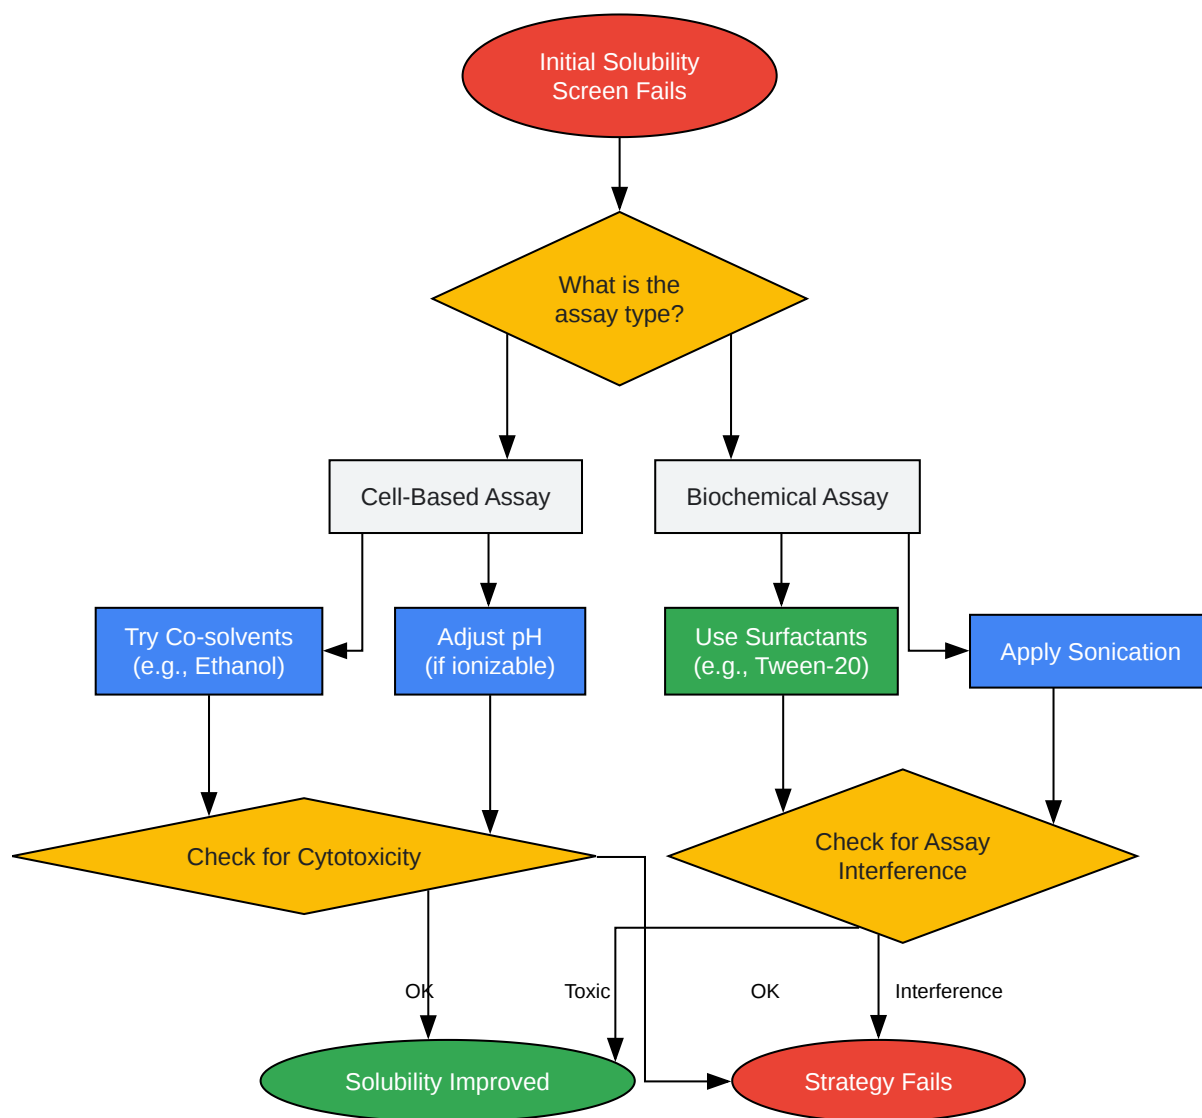 Initial Solubility
Screen Fails
What is the
assay type?
Cell-Based Assay
Biochemical Assay
Try Co-solvents
(e.g., Ethanol)
Adjust pH
(if ionizable)
Use Surfactants
(e.g., Tween-20)
Apply Sonication
Check for Cytotoxicity
Check for Assay
Interference
OK
Toxic
OK
Interference
Solubility Improved
Strategy Fails